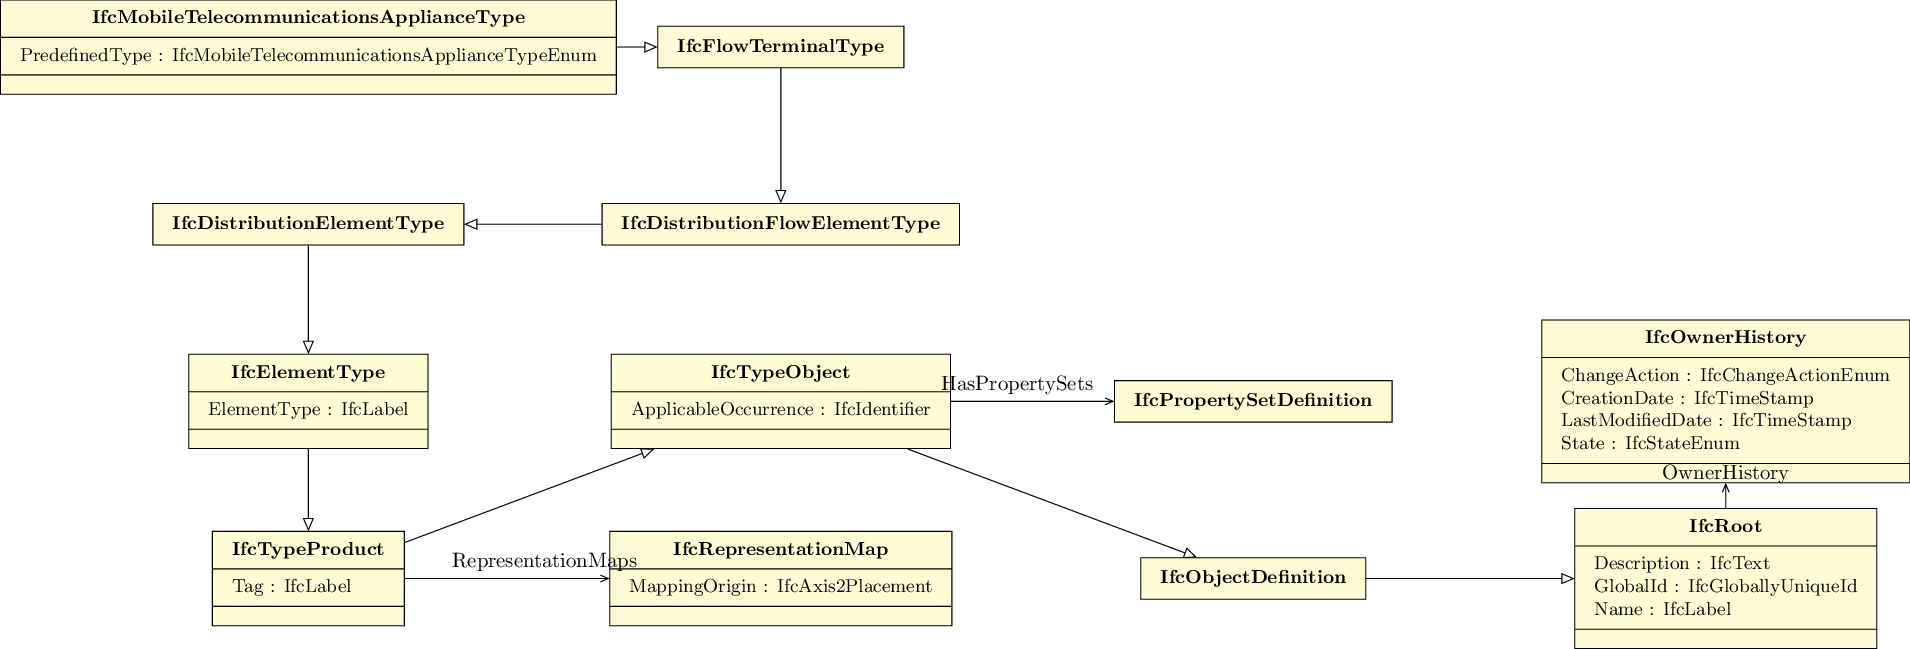 IfcMobileTelecommunicationsApplianceType
PredefinedType : IfcMobileTelecommunicationsApplianceTypeEnum
IfcFlowTerminalType
IfcDistributionElementType
IfcDistributionFlowElementType
IfcElementType
ElementType : IfcLabel
IfcTypeObject
ApplicableOccurrence : IfcIdentifier
HasPropertySets
IfcPropertySetDefinition
IfcOwnerHistory
ChangeAction : IfcChangeActionEnum
CreationDate : IfcTimeStamp
LastModifiedDate : IfcTimeStamp
State : IfcStateEnum
OwnerHistory
IfcTypeProduct
Tag : IfcLabel
RepresentationMaps
IfcRepresentationMap
MappingOrigin : IfcAxis2Placement
IfcObjectDefinition
IfcRoot
Description : IfcText
GlobalId : IfcGloballyUniqueId
Name : IfcLabel